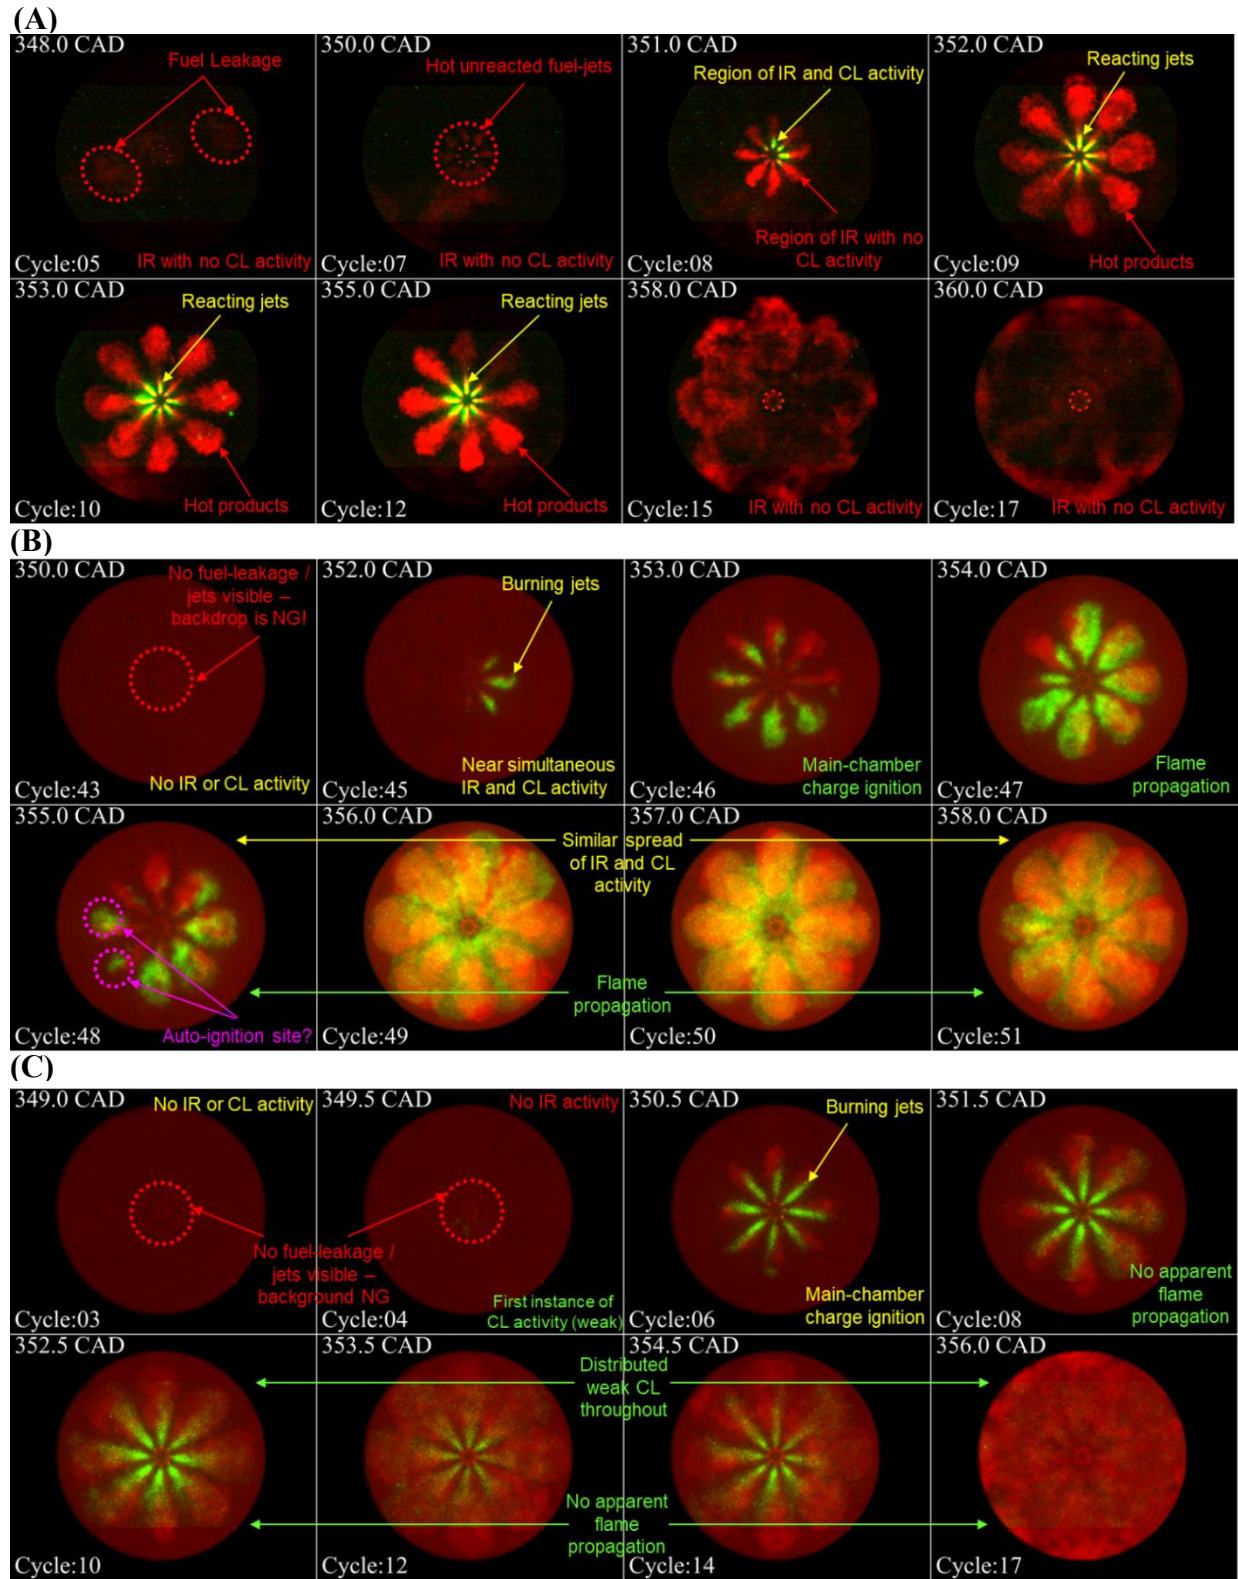 (A)
348.0 CAD
Fuel Leakage
Cycle:05
IR with no CL activity
350.0 CAD
Hot unreacted fuel-jets
Cycle:07
IR with no CL activity
351.0 CAD
Region of IR and CL activity
Region of IR with no
CL activity
Cycle:08
352.0 CAD
Reacting jets
Hot products
Cycle:09
353.0 CAD
Reacting jets
Hot products
Cycle:10
355.0 CAD
Reacting jets
Hot products
Cycle:12
358.0 CAD
Cycle:15
IR with no CL activity
360.0 CAD
Cycle:17
IR with no CL activity
(B)
350.0 CAD
No fuel-leakage /
jets visible –
backdrop is NG!
Cycle:43
No IR or CL activity
352.0 CAD
Burning jets
Near simultaneous
IR and CL activity
Cycle:45
353.0 CAD
Main-chamber
charge ignition
Cycle:46
354.0 CAD
Flame
propagation
Cycle:47
355.0 CAD
Auto-ignition site?
Cycle:48
356.0 CAD
Similar spread
of IR and CL
activity
Flame
propagation
Cycle:49
357.0 CAD
Cycle:50
358.0 CAD
Cycle:51
(C)
349.0 CAD
No IR or CL activity
Cycle:03
349.5 CAD
No IR activity
No fuel-leakage /
jets visible –
background NG
First instance of
CL activity (weak)
Cycle:04
350.5 CAD
Burning jets
Main-chamber
charge ignition
Cycle:06
351.5 CAD
No apparent
flame
propagation
Cycle:08
352.5 CAD
Cycle:10
353.5 CAD
Distributed
weak CL
throughout
No apparent
flame
propagation
Cycle:12
354.5 CAD
Cycle:14
356.0 CAD
Cycle:17